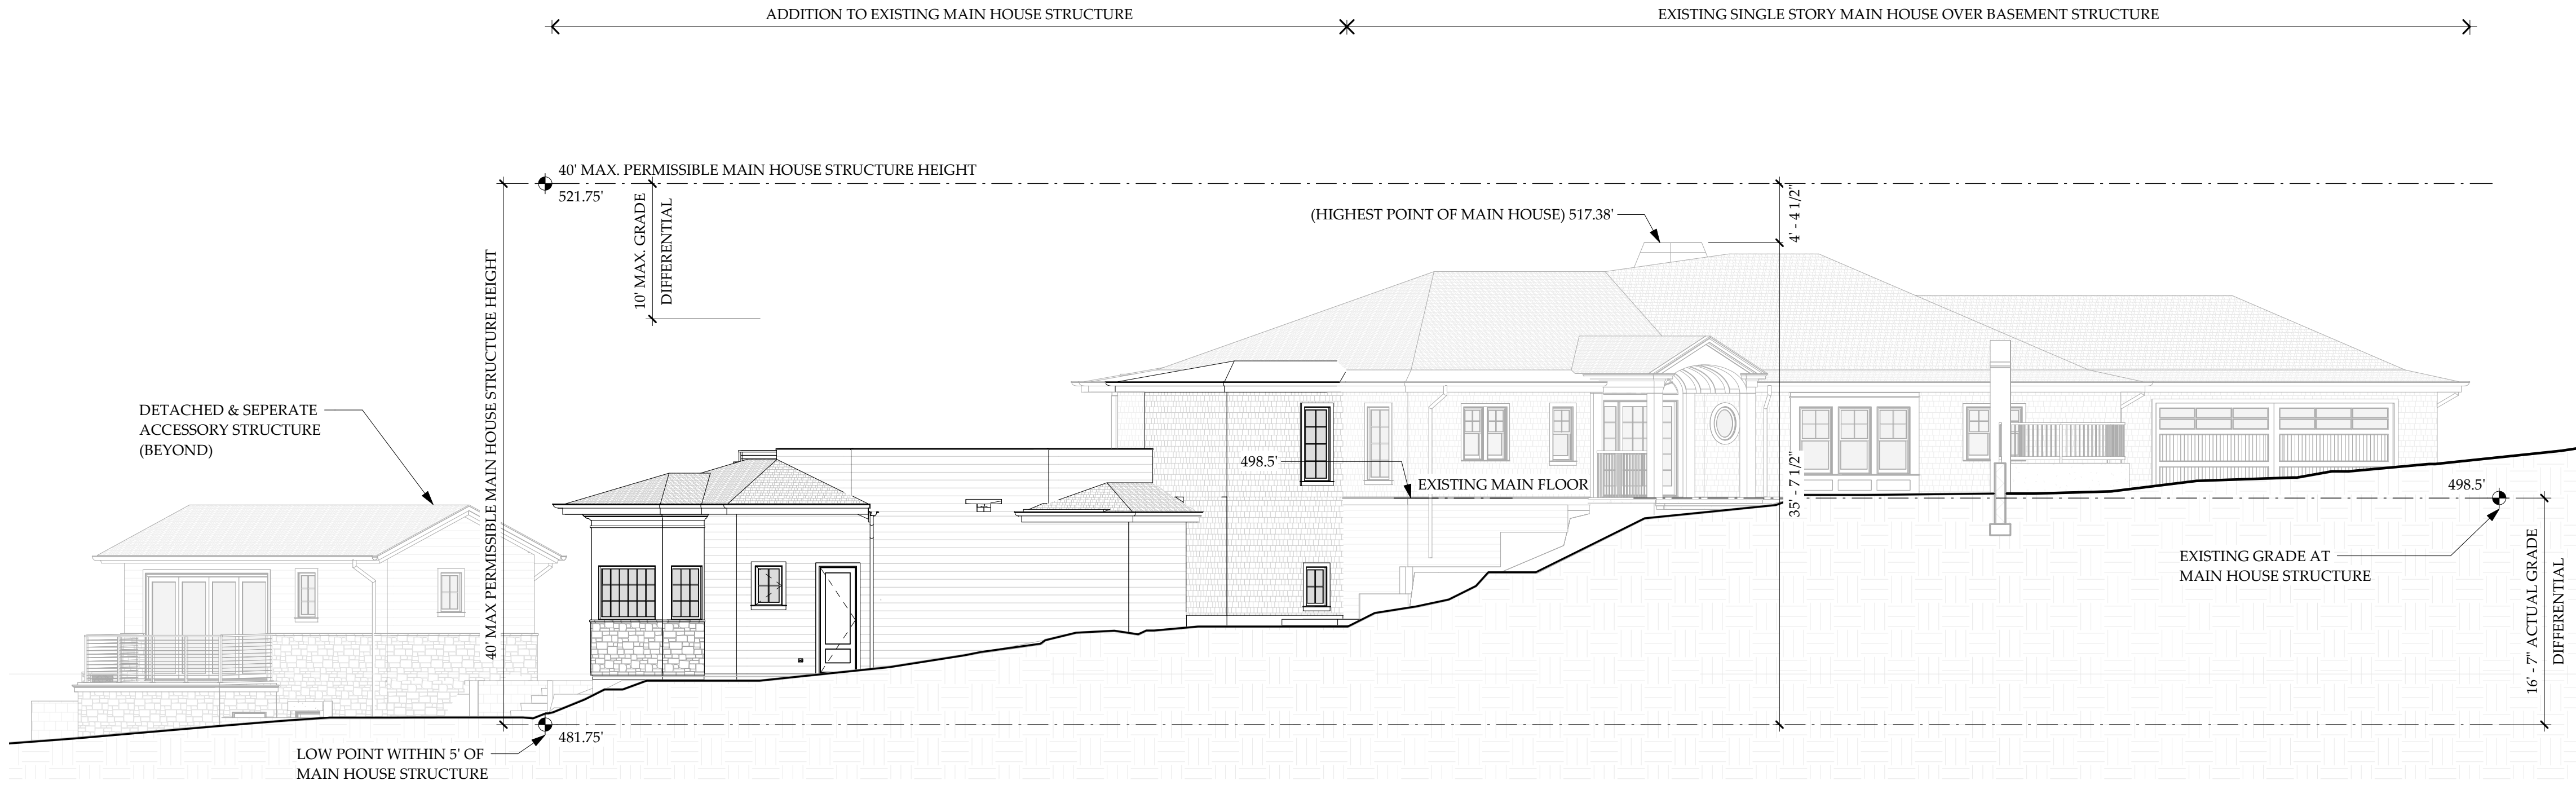 ADDITION TO EXISTING MAIN HOUSE STRUCTURE
EXISTING SINGLE STORY MAIN HOUSE OVER BASEMENT STRUCTURE
40' MAX. PERMISSIBLE MAIN HOUSE STRUCTURE HEIGHT
521.75'
10' MAX. GRADE
DIFFERENTIAL
(HIGHEST POINT OF MAIN HOUSE) 517.38'
4' - 4 1/2"
40' MAX PERMISSIBLE MAIN HOUSE STRUCTURE HEIGHT
DETACHED & SEPERATE
ACCESSORY STRUCTURE
(BEYOND)
498.5'
EXISTING MAIN FLOOR
35' - 7 1/2"
498.5'
EXISTING GRADE AT
MAIN HOUSE STRUCTURE
16' - 7" ACTUAL GRADE
DIFFERENTIAL
481.75'
LOW POINT WITHIN 5' OF
MAIN HOUSE STRUCTURE